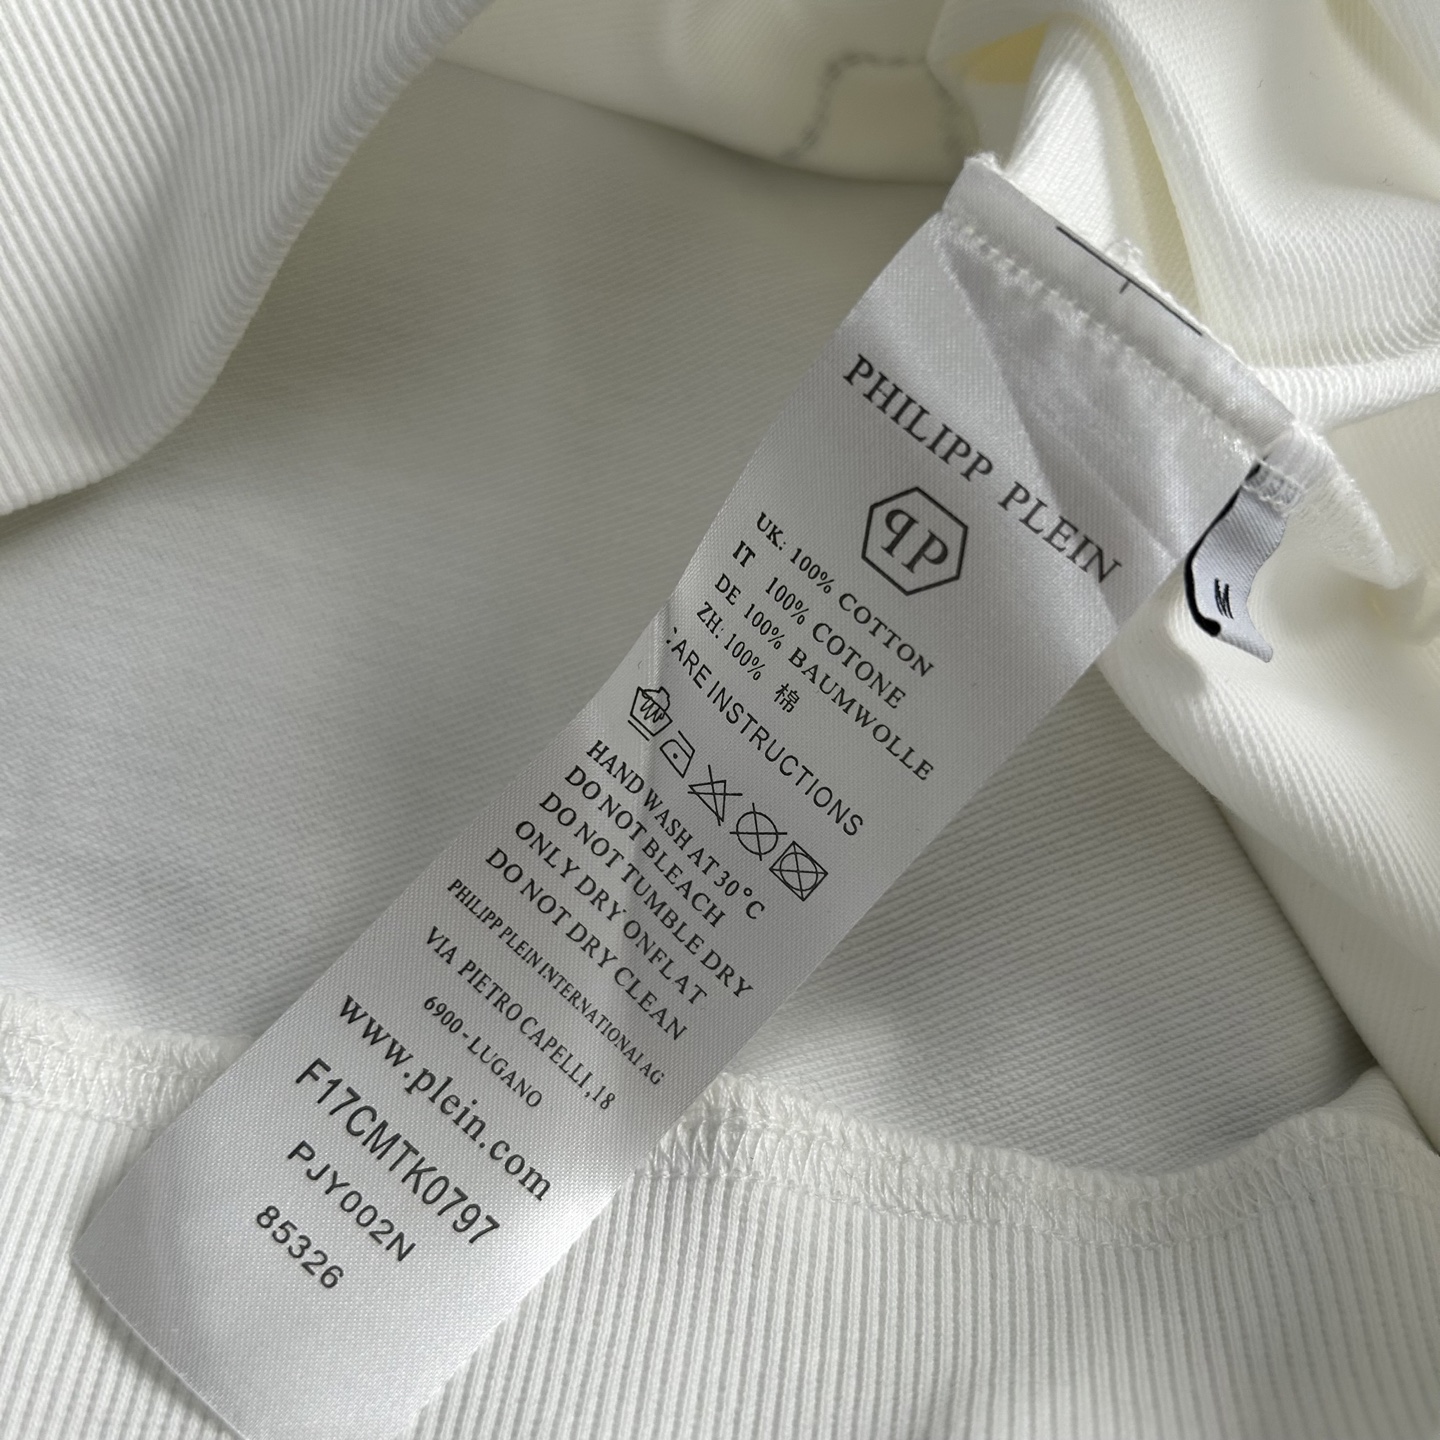 PHILIPP PLEIN
PP
UK: 100% COTTON
IT 100% COTONE
DE 100% BAUMWOLLE
ZH: 100% 棉
CARE INSTRUCTIONS
HAND WASH AT 30°C
DO NOT BLEACH
DO NOT TUMBLE DRY
ONLY DRY ONFLAT
DO NOT DRY CLEAN
PHILIPP PLEIN INTERNATIONAL AG
VIA PIETRO CAPELLI ,18
6900 - LUGANO
www.plein.com
F17CMTK0797
PJY002N
85326
M